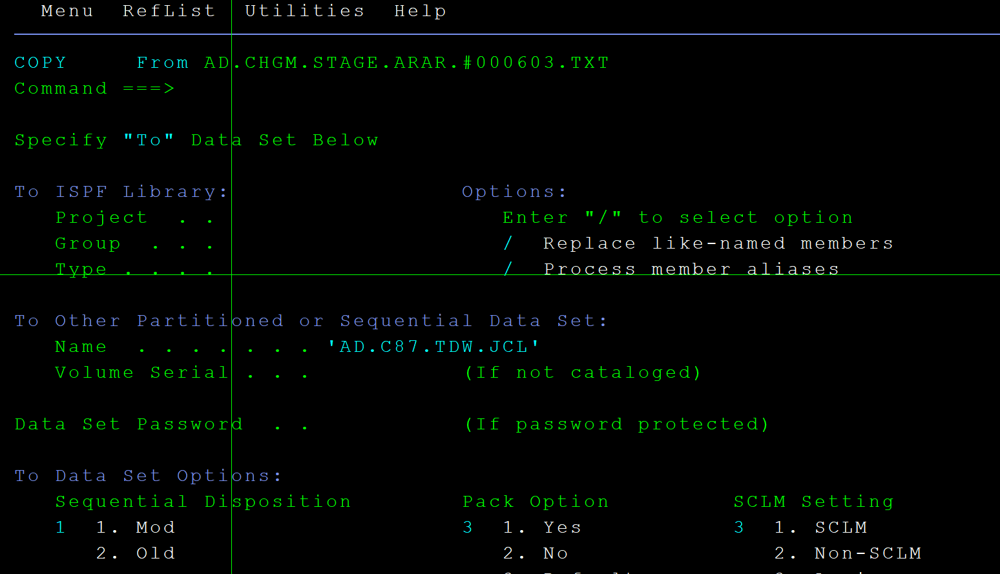 Menu RefList Utilities Help
COPY From AD.CHGM.STAGE.ARAR.#000603.TXT
Command ===>
Specify "To" Data Set Below
To ISPF Library: Options:
Project . . Enter "/" to select option
Group . . . / Replace like-named members
Type . . . . / Process member aliases
To Other Partitioned or Sequential Data Set:
Name . . . . . . . 'AD.C87.TDW.JCL'
Volume Serial . . . (If not cataloged)
Data Set Password . . (If password protected)
To Data Set Options:
Sequential Disposition Pack Option SCLM Setting
1 1. Mod 3 1. Yes 3 1. SCLM
2. Old 2. No 2. Non-SCLM